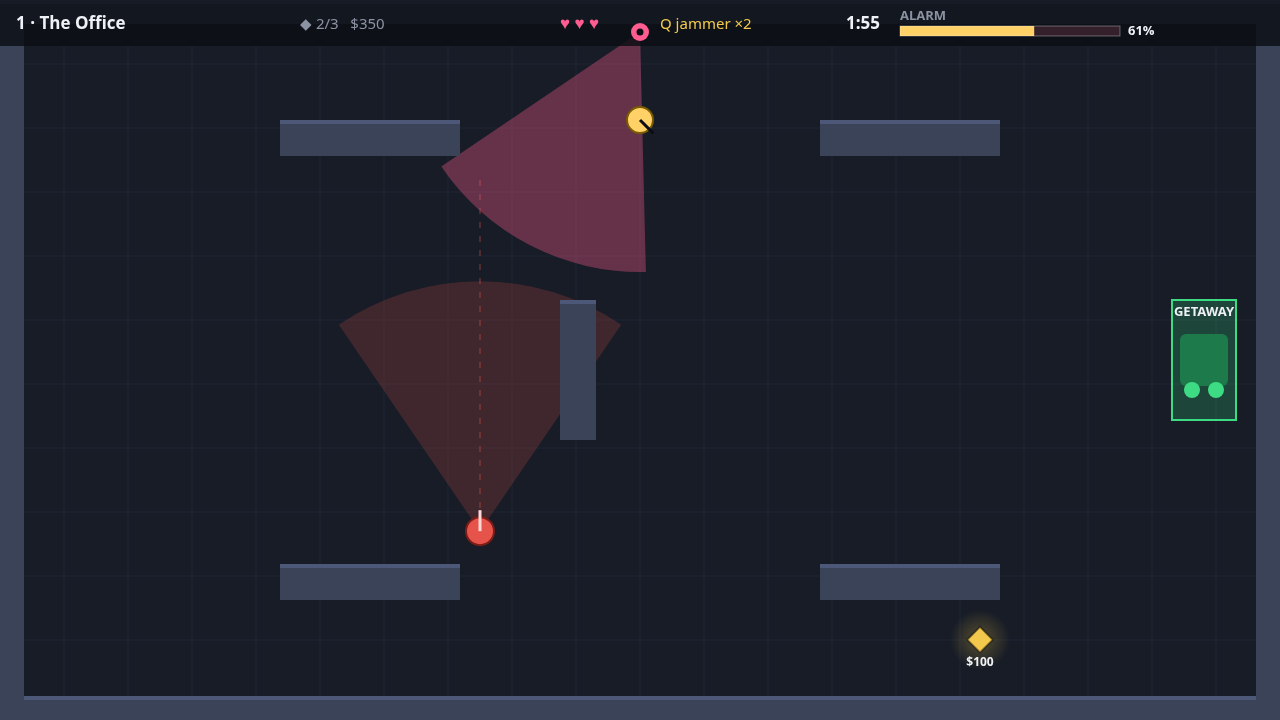 1 · The Office
◆ 2/3 $350
♥♥♥
Q jammer ×2
1:55
ALARM
61%
GETAWAY
$100